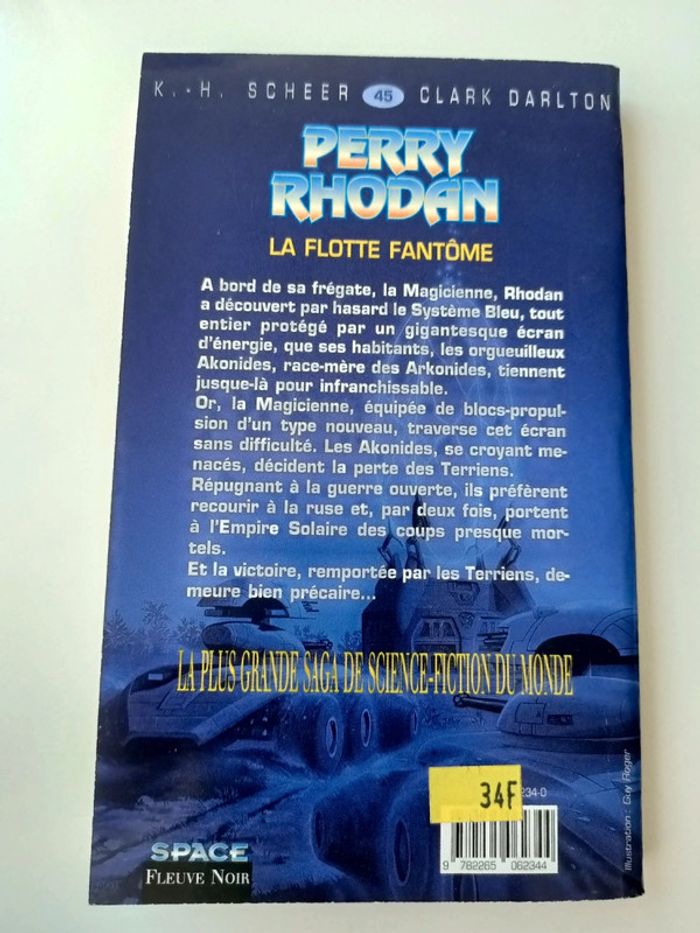 K. -H. SCHEER 45 CLARK DARLTON
PERRY
RHODAN
LA FLOTTE FANTÔME
A bord de sa frégate, la Magicienne, Rhodan
a découvert par hasard le Système Bleu, tout
entier protégé par un gigantesque écran
d'énergie, que ses habitants, les orgueuilleux
Akonides, race-mère des Arkonides, tiennent
jusque-là pour infranchissable.
Or, la Magicienne, équipée de blocs-propul-
sion d'un type nouveau, traverse cet écran
sans difficulté. Les Akonides, se croyant me-
nacés, décident la perte des Terriens.
Répugnant à la guerre ouverte, ils préfèrent
recourir à la ruse et, par deux fois, portent
à l'Empire Solaire des coups presque mor-
tels.
Et la victoire, remportée par les Terriens, de-
meure bien précaire...
LA PLUS GRANDE SAGA DE SCIENCE-FICTION DU MONDE
34F
234-0
9 782265 062344
SPACE
FLEUVE NOIR
Illustration : Guy Roger